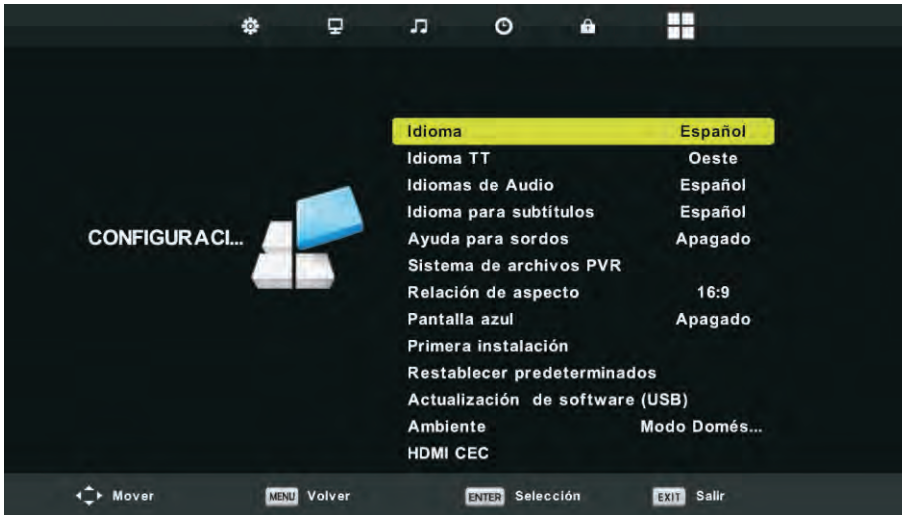 Idioma Español
Idioma TT Oeste
Idiomas de Audio Español
Idioma para subtítulos Español
CONFIGURACI...
Ayuda para sordos Apagado
Sistema de archivos PVR
Relación de aspecto 16:9
Pantalla azul Apagado
Primera instalación
Restablecer predeterminados
Actualización de software (USB)
Ambiente Modo Domés...
HDMI CEC
Mover MENU Volver ENTER Selección EXIT Salir